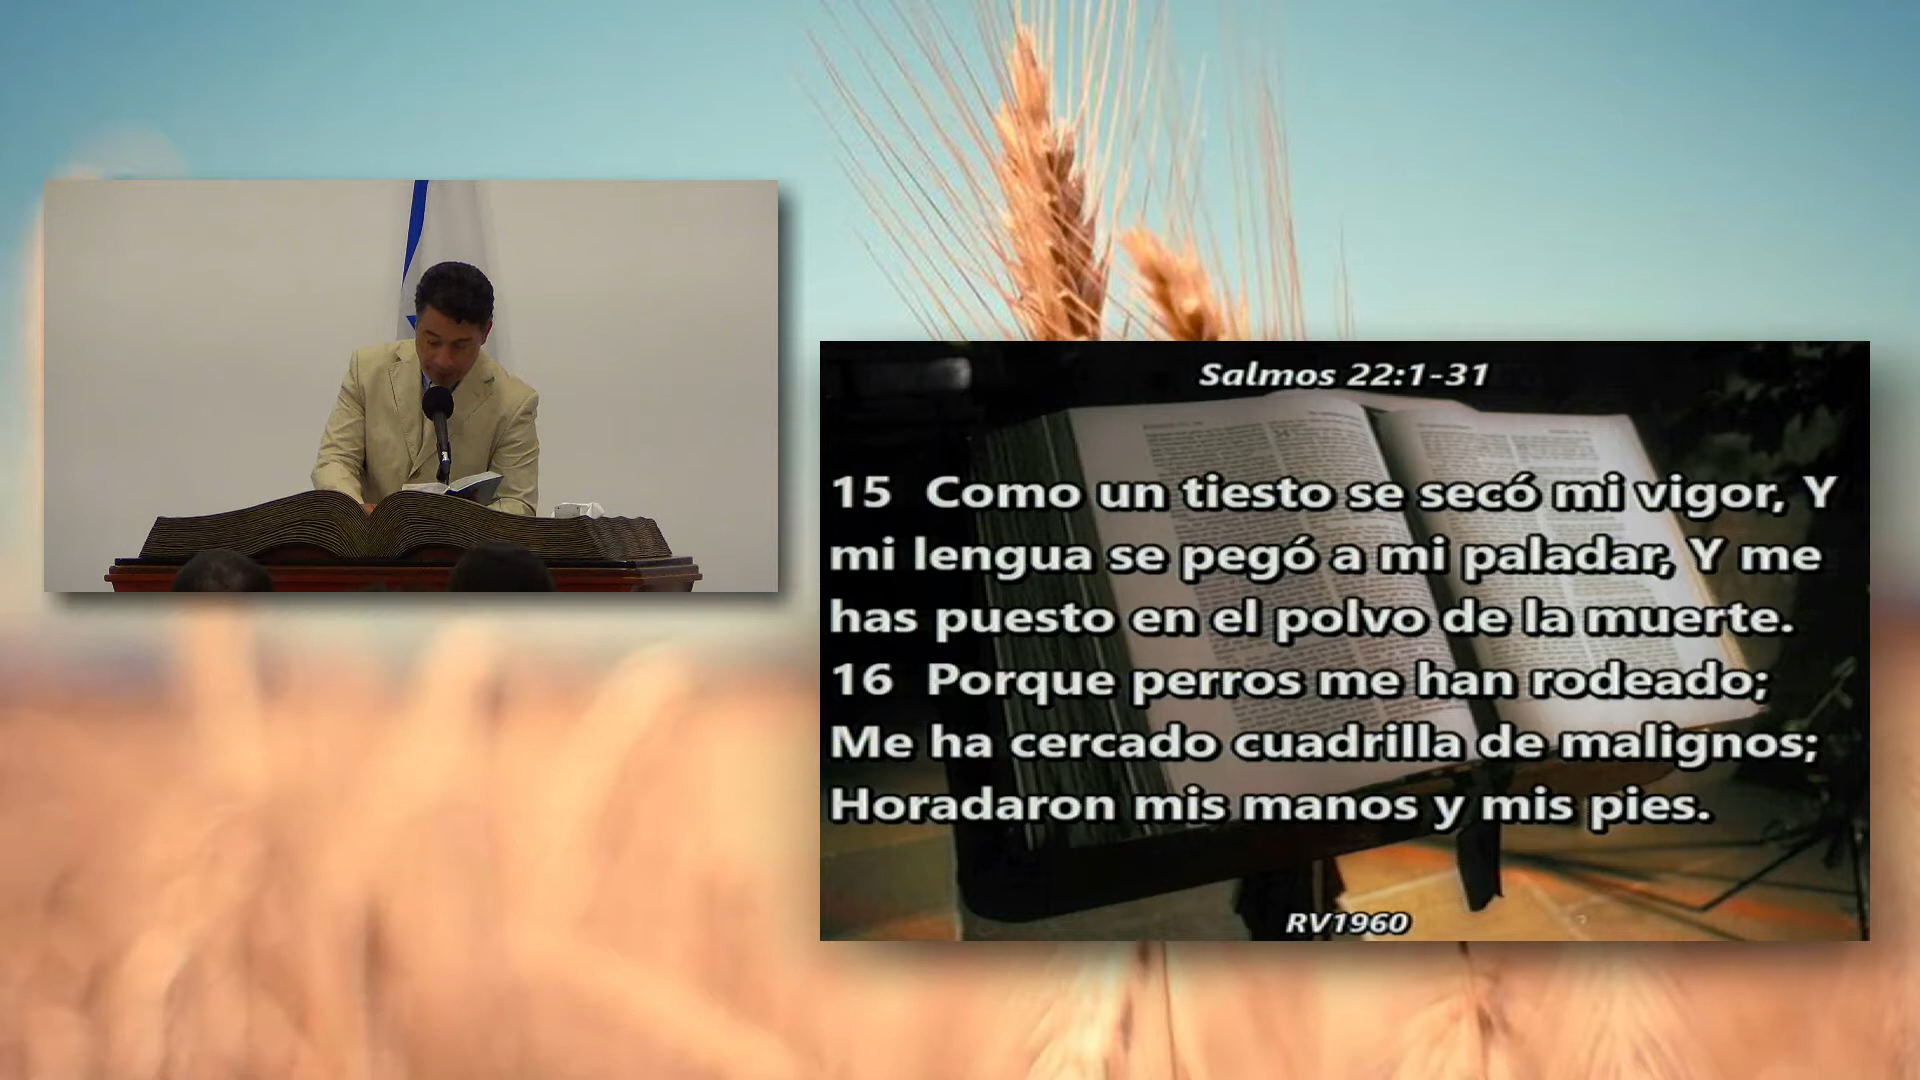 Salmos 22:1-31
15 Como un tiesto se secó mi vigor, Y
mi lengua se pegó a mi paladar, Y me
has puesto en el polvo de la muerte.
16 Porque perros me han rodeado;
Me ha cercado cuadrilla de malignos;
Horadaron mis manos y mis pies.
RV1960